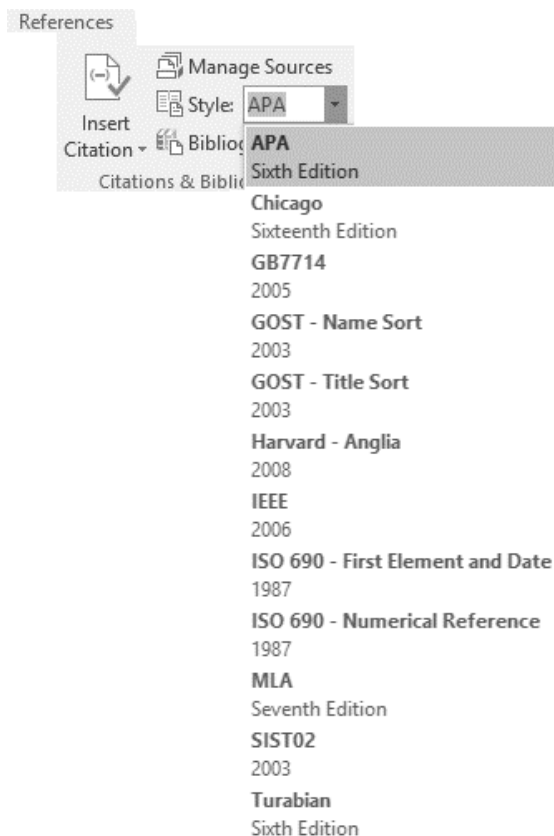 References
Manage Sources
Style: APA
Insert
Citation
APA
Sixth Edition
Chicago
Sixteenth Edition
GB7714
2005
GOST - Name Sort
2003
GOST - Title Sort
2003
Harvard - Anglia
2008
IEEE
2006
ISO 690 - First Element and Date
1987
ISO 690 - Numerical Reference
1987
MLA
Seventh Edition
SIST02
2003
Turabian
Sixth Edition
Citations &